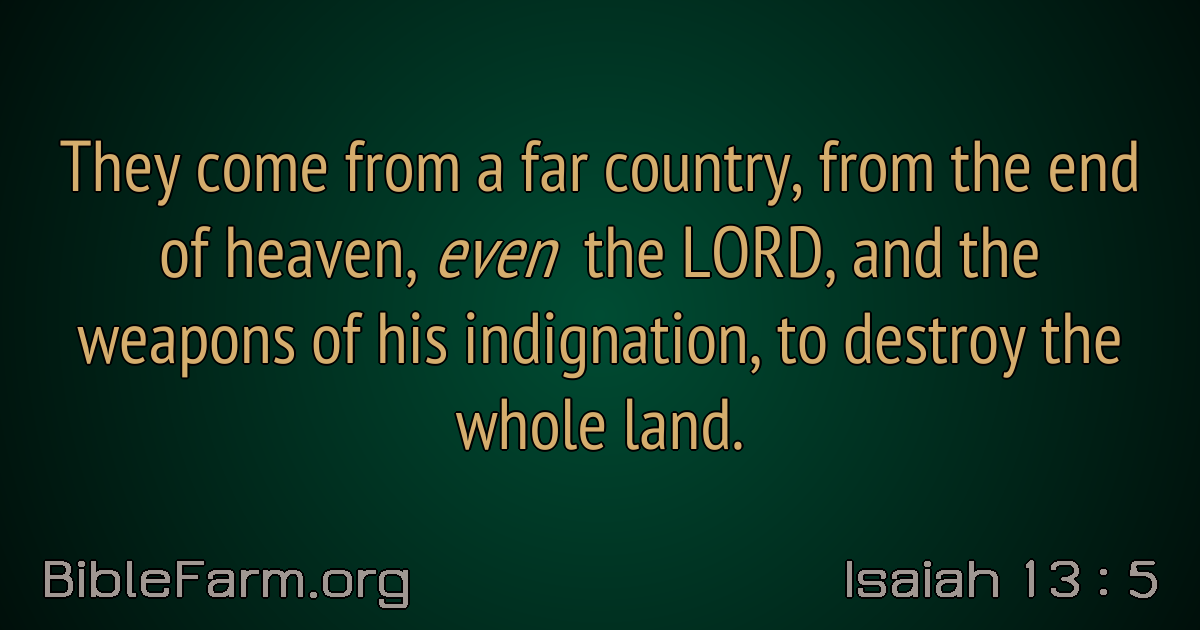 They come from a far country, from the end
of heaven, even the LORD, and the
weapons of his indignation, to destroy the
whole land.
BibleFarm.org
Isaiah 13 : 5